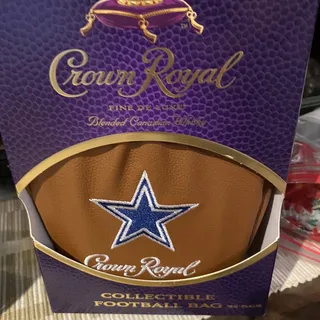 Crown Royal
FINE DE LUXE
Blended Canadian Whisky
Crown Royal
COLLECTIBLE
FOOTBALL BAG